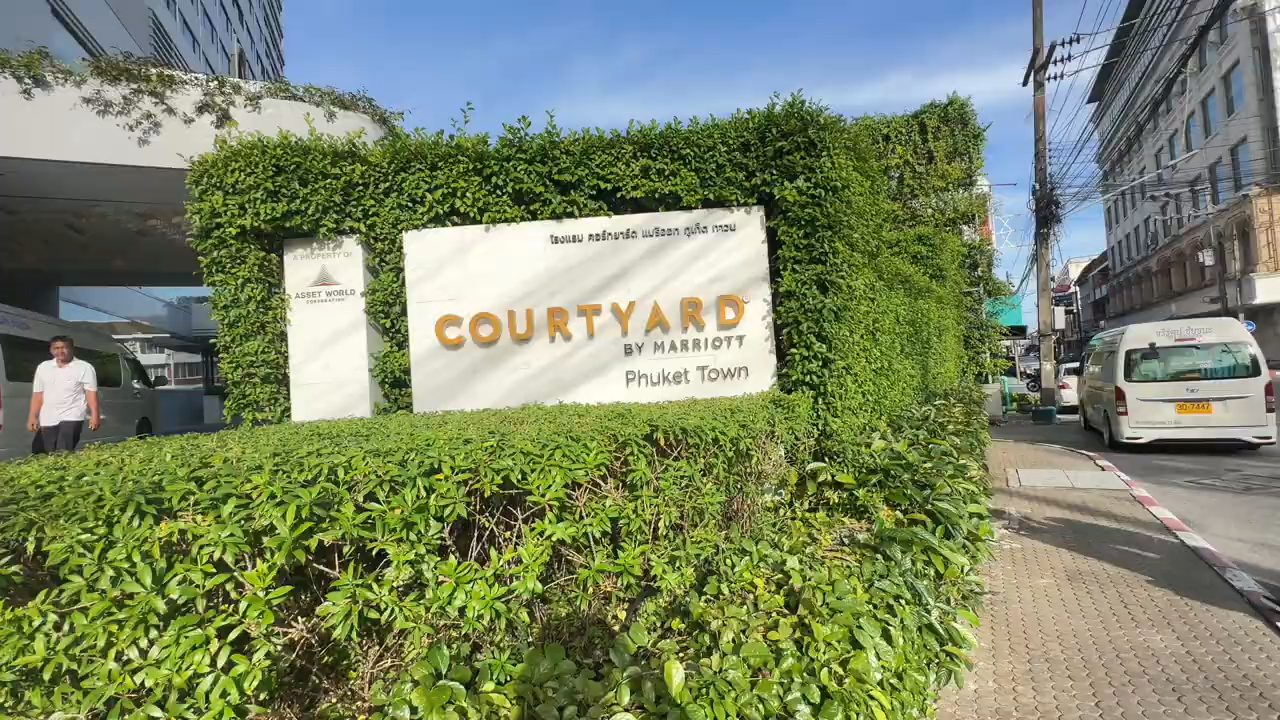 A PROPERTY OF
ASSET WORLD
CORPORATION
โรงแรม คอร์ทยาร์ด แมริออท ภูเก็ต ทาวน์
COURTYARD
BY MARRIOTT
Phuket Town
30-7447